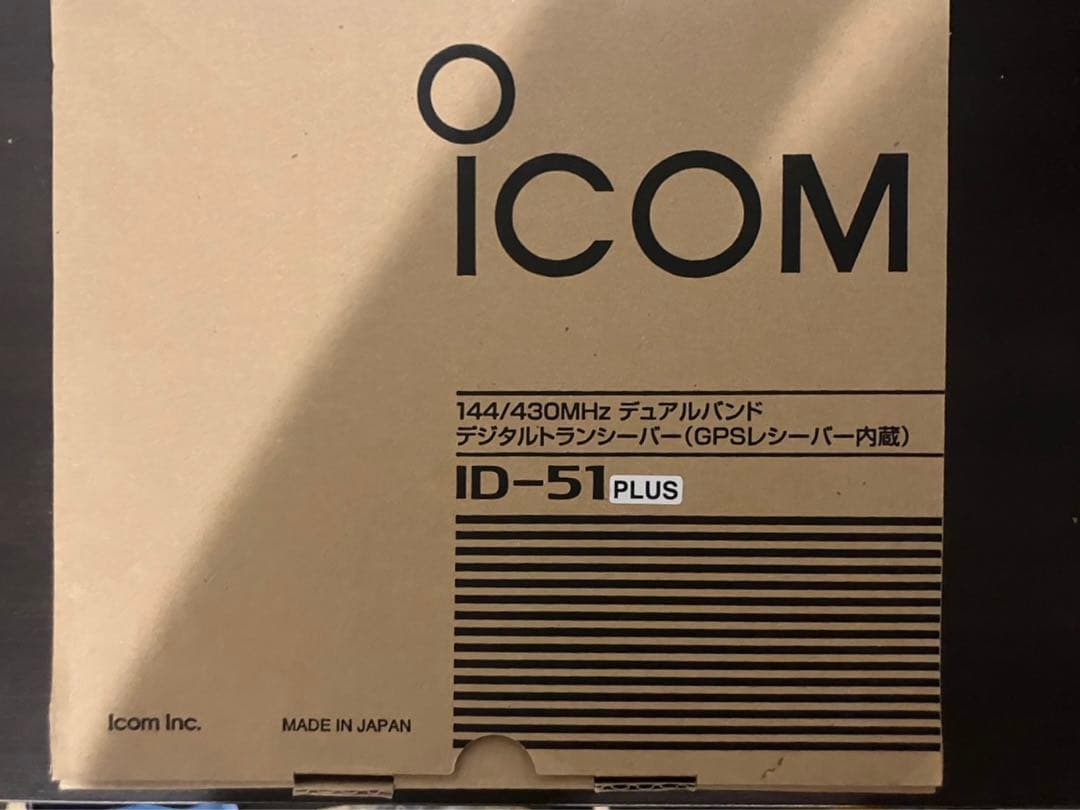 ICOM
144/430MHz デュアルバンド
デジタルトランシーバー(GPSレシーバー内蔵)
ID-51 PLUS
Icom Inc. MADE IN JAPAN